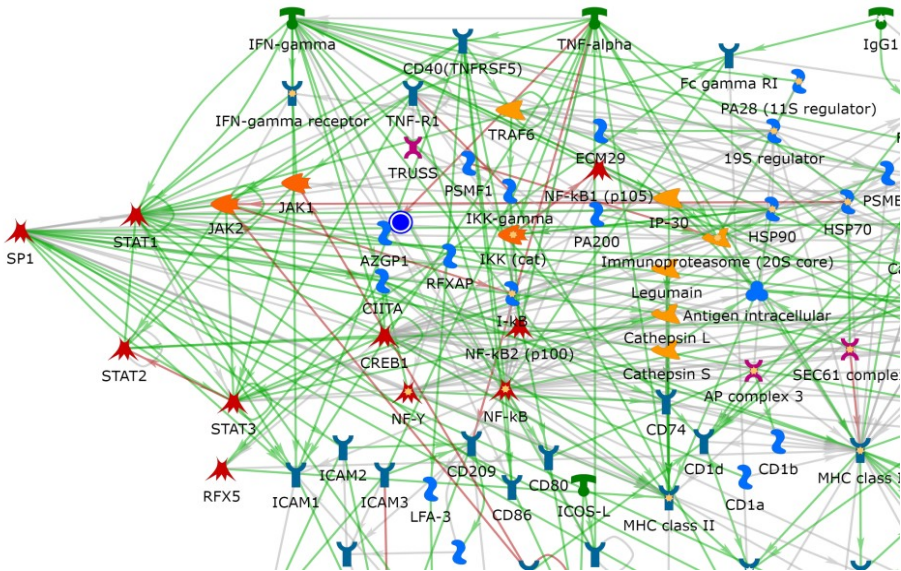 IFN-gamma
TNF-alpha
IgG1
CD40(TNFRSF5)
Fc gamma RI
PA28 (11S regulator)
IFN-gamma receptor
TNF-R1
TRAF6
19S regulator
ECM29
TRUSS
PSMF1
NF-kB1 (p105)
JAK1
JAK2
IKK-gamma
IP-30
HSP90
HSP70
STAT1
PA200
SP1
AZGP1
IKK (cat)
Immunoproteasome (20S core)
RFXAP
Legumain
CIITA
Antigen intracellular
I-kB
Cathepsin L
CREB1
NF-kB2 (p100)
Cathepsin S
STAT2
AP complex 3
NF-Y
NF-kB
STAT3
CD74
CD209
CD1d
CD1b
ICAM2
CD80
MHC class I
RFX5
ICAM1
ICAM3
LFA-3
CD86
ICOS-L
CD1a
MHC class II